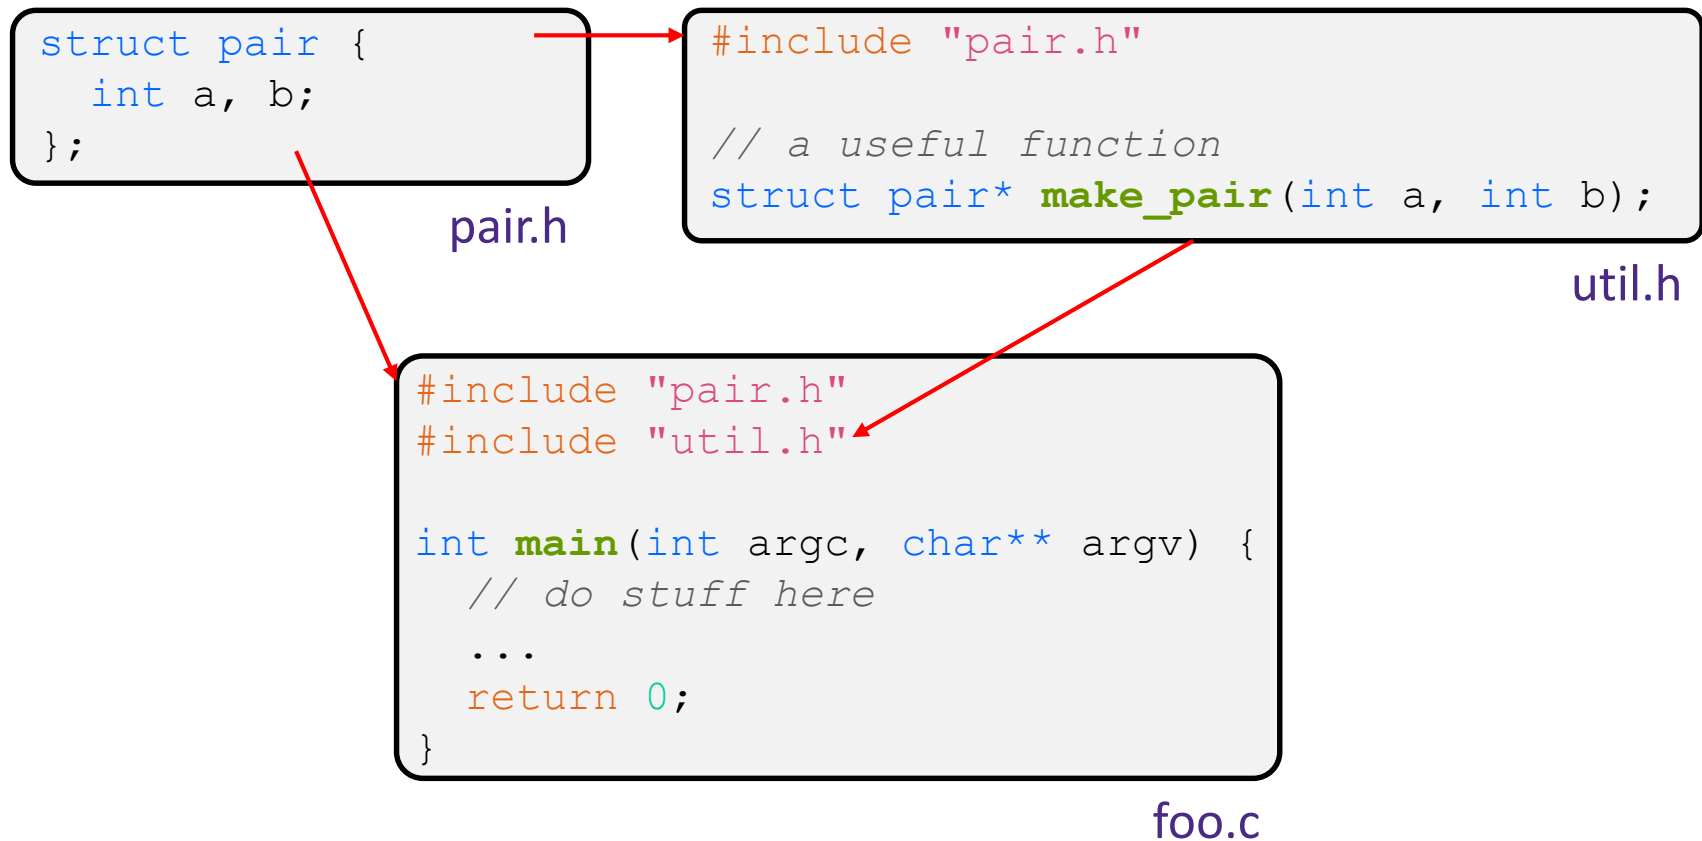 struct pair {
  int a, b;
};
pair.h
#include "pair.h"

// a useful function
struct pair* make_pair(int a, int b);
util.h
#include "pair.h"
#include "util.h"

int main(int argc, char** argv) {
  // do stuff here
  ...
  return 0;
}
foo.c